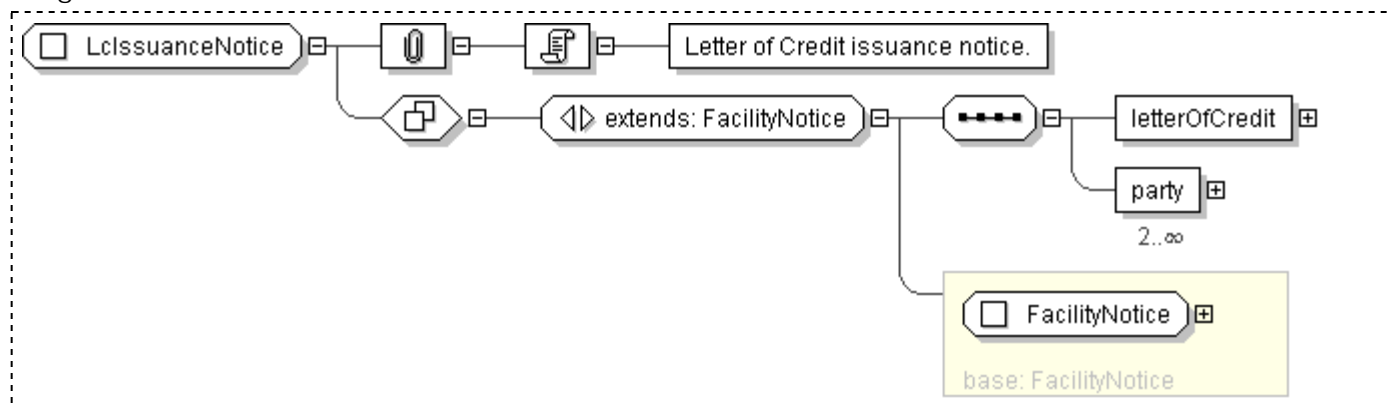 LcIssuanceNotice
Letter of Credit issuance notice.
extends: FacilityNotice
letterOfCredit
party
2..∞
FacilityNotice
base: FacilityNotice